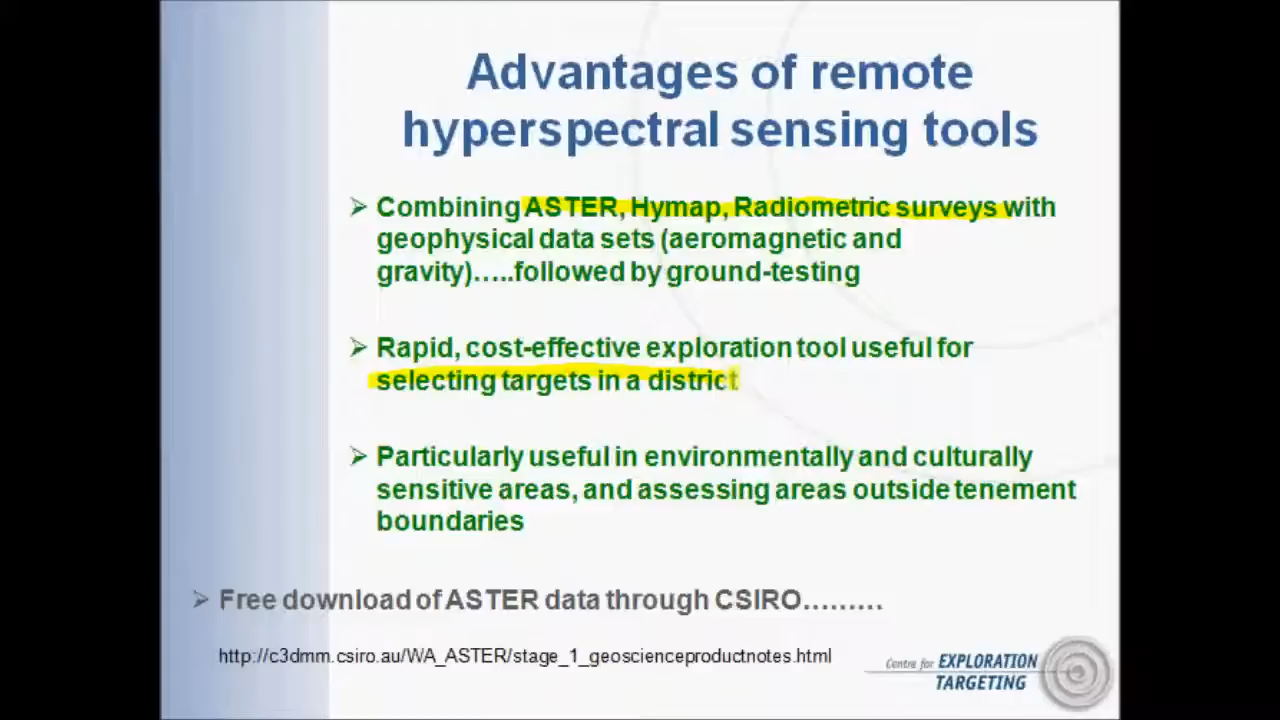 Advantages of remote
hyperspectral sensing tools
➢ Combining ASTER, Hymap, Radiometric surveys with
geophysical data sets (aeromagnetic and
gravity)…..followed by ground-testing
➢ Rapid, cost-effective exploration tool useful for
selecting targets in a district
➢ Particularly useful in environmentally and culturally
sensitive areas, and assessing areas outside tenement
boundaries
➢ Free download of ASTER data through CSIRO………
http://c3dmm.csiro.au/WA_ASTER/stage_1_geoscienceproductnotes.html
Centre for EXPLORATION
TARGETING